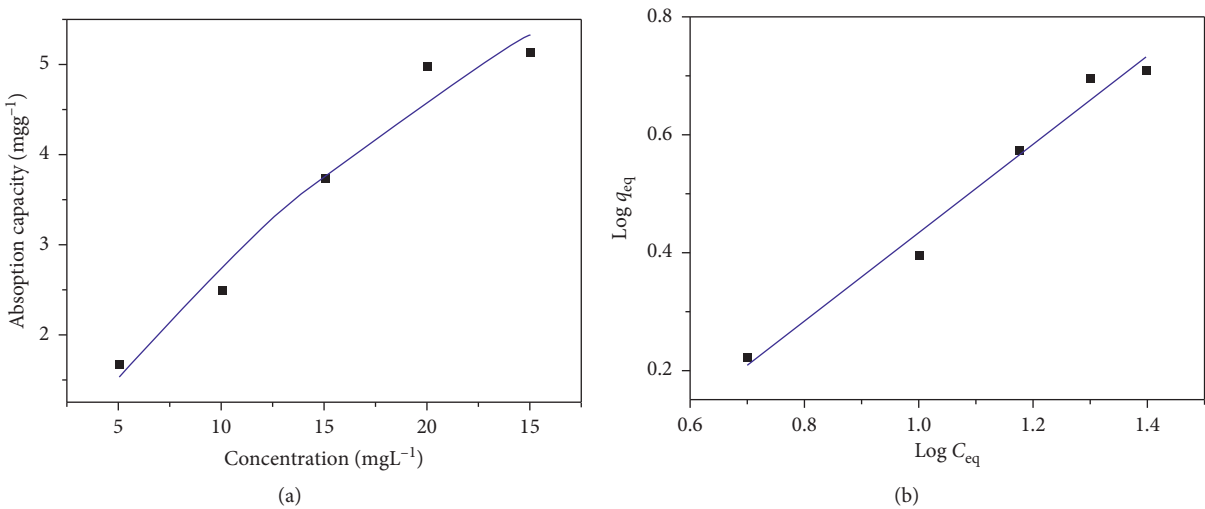 Absoption capacity (mgg⁻¹)
5
4
3
2
5 10 15 20 15
Concentration (mgL⁻¹)
(a)
Log qeq
0.8
0.6
0.4
0.2
0.6 0.8 1.0 1.2 1.4
Log Ceq
(b)